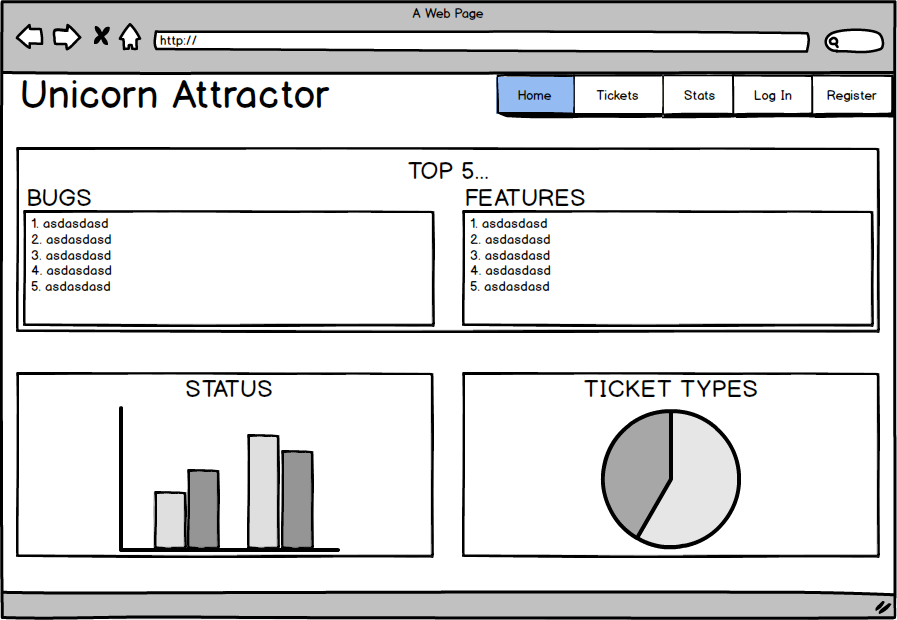 A Web Page
http://
Unicorn Attractor
Home Tickets Stats Log In Register
TOP 5...
BUGS
1. asdasdasd
2. asdasdasd
3. asdasdasd
4. asdasdasd
5. asdasdasd
FEATURES
1. asdasdasd
2. asdasdasd
3. asdasdasd
4. asdasdasd
5. asdasdasd
STATUS
TICKET TYPES